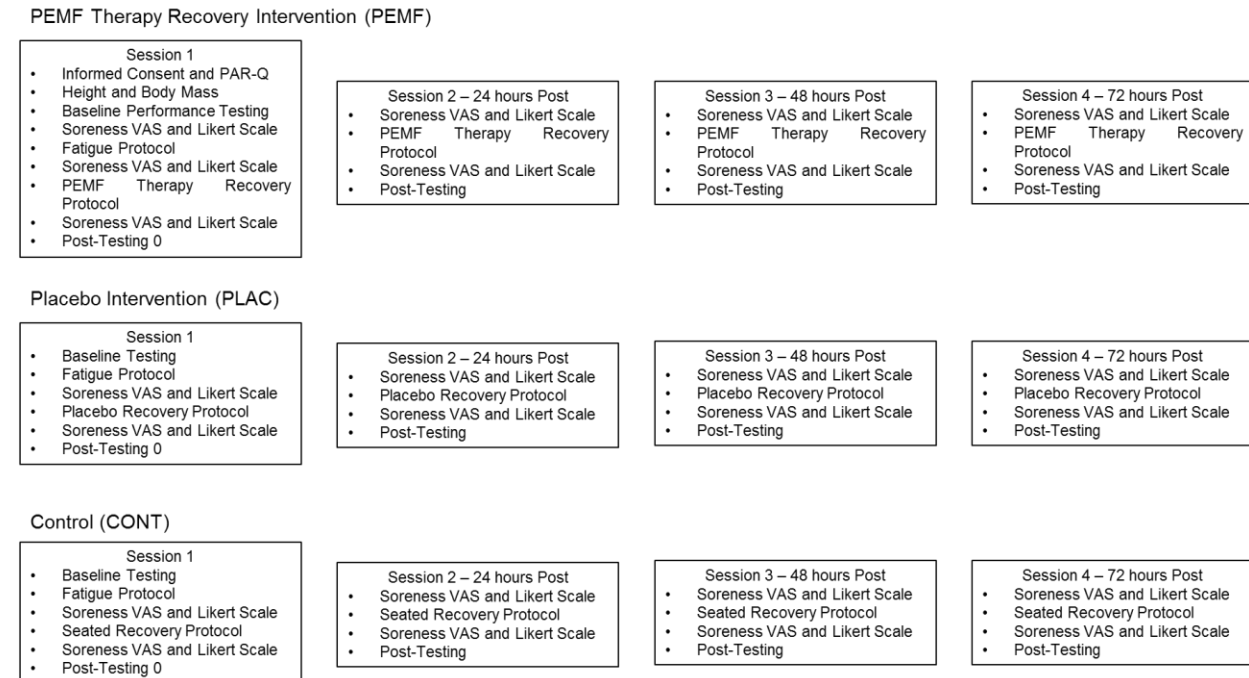 PEMF Therapy Recovery Intervention (PEMF)
Session 1
• Informed Consent and PAR-Q
• Height and Body Mass
• Baseline Performance Testing
• Soreness VAS and Likert Scale
• Fatigue Protocol
• Soreness VAS and Likert Scale
• PEMF Therapy Recovery
Protocol
• Soreness VAS and Likert Scale
• Post-Testing 0
Session 2 – 24 hours Post
• Soreness VAS and Likert Scale
• PEMF Therapy Recovery
Protocol
• Soreness VAS and Likert Scale
• Post-Testing
Session 3 – 48 hours Post
• Soreness VAS and Likert Scale
• PEMF Therapy Recovery
Protocol
• Soreness VAS and Likert Scale
• Post-Testing
Session 4 – 72 hours Post
• Soreness VAS and Likert Scale
• PEMF Therapy Recovery
Protocol
• Soreness VAS and Likert Scale
• Post-Testing
Placebo Intervention (PLAC)
Session 1
• Baseline Testing
• Fatigue Protocol
• Soreness VAS and Likert Scale
• Placebo Recovery Protocol
• Soreness VAS and Likert Scale
• Post-Testing 0
Session 2 – 24 hours Post
• Soreness VAS and Likert Scale
• Placebo Recovery Protocol
• Soreness VAS and Likert Scale
• Post-Testing
Session 3 – 48 hours Post
• Soreness VAS and Likert Scale
• Placebo Recovery Protocol
• Soreness VAS and Likert Scale
• Post-Testing
Session 4 – 72 hours Post
• Soreness VAS and Likert Scale
• Placebo Recovery Protocol
• Soreness VAS and Likert Scale
• Post-Testing
Control (CONT)
Session 1
• Baseline Testing
• Fatigue Protocol
• Soreness VAS and Likert Scale
• Seated Recovery Protocol
• Soreness VAS and Likert Scale
• Post-Testing 0
Session 2 – 24 hours Post
• Soreness VAS and Likert Scale
• Seated Recovery Protocol
• Soreness VAS and Likert Scale
• Post-Testing
Session 3 – 48 hours Post
• Soreness VAS and Likert Scale
• Seated Recovery Protocol
• Soreness VAS and Likert Scale
• Post-Testing
Session 4 – 72 hours Post
• Soreness VAS and Likert Scale
• Seated Recovery Protocol
• Soreness VAS and Likert Scale
• Post-Testing